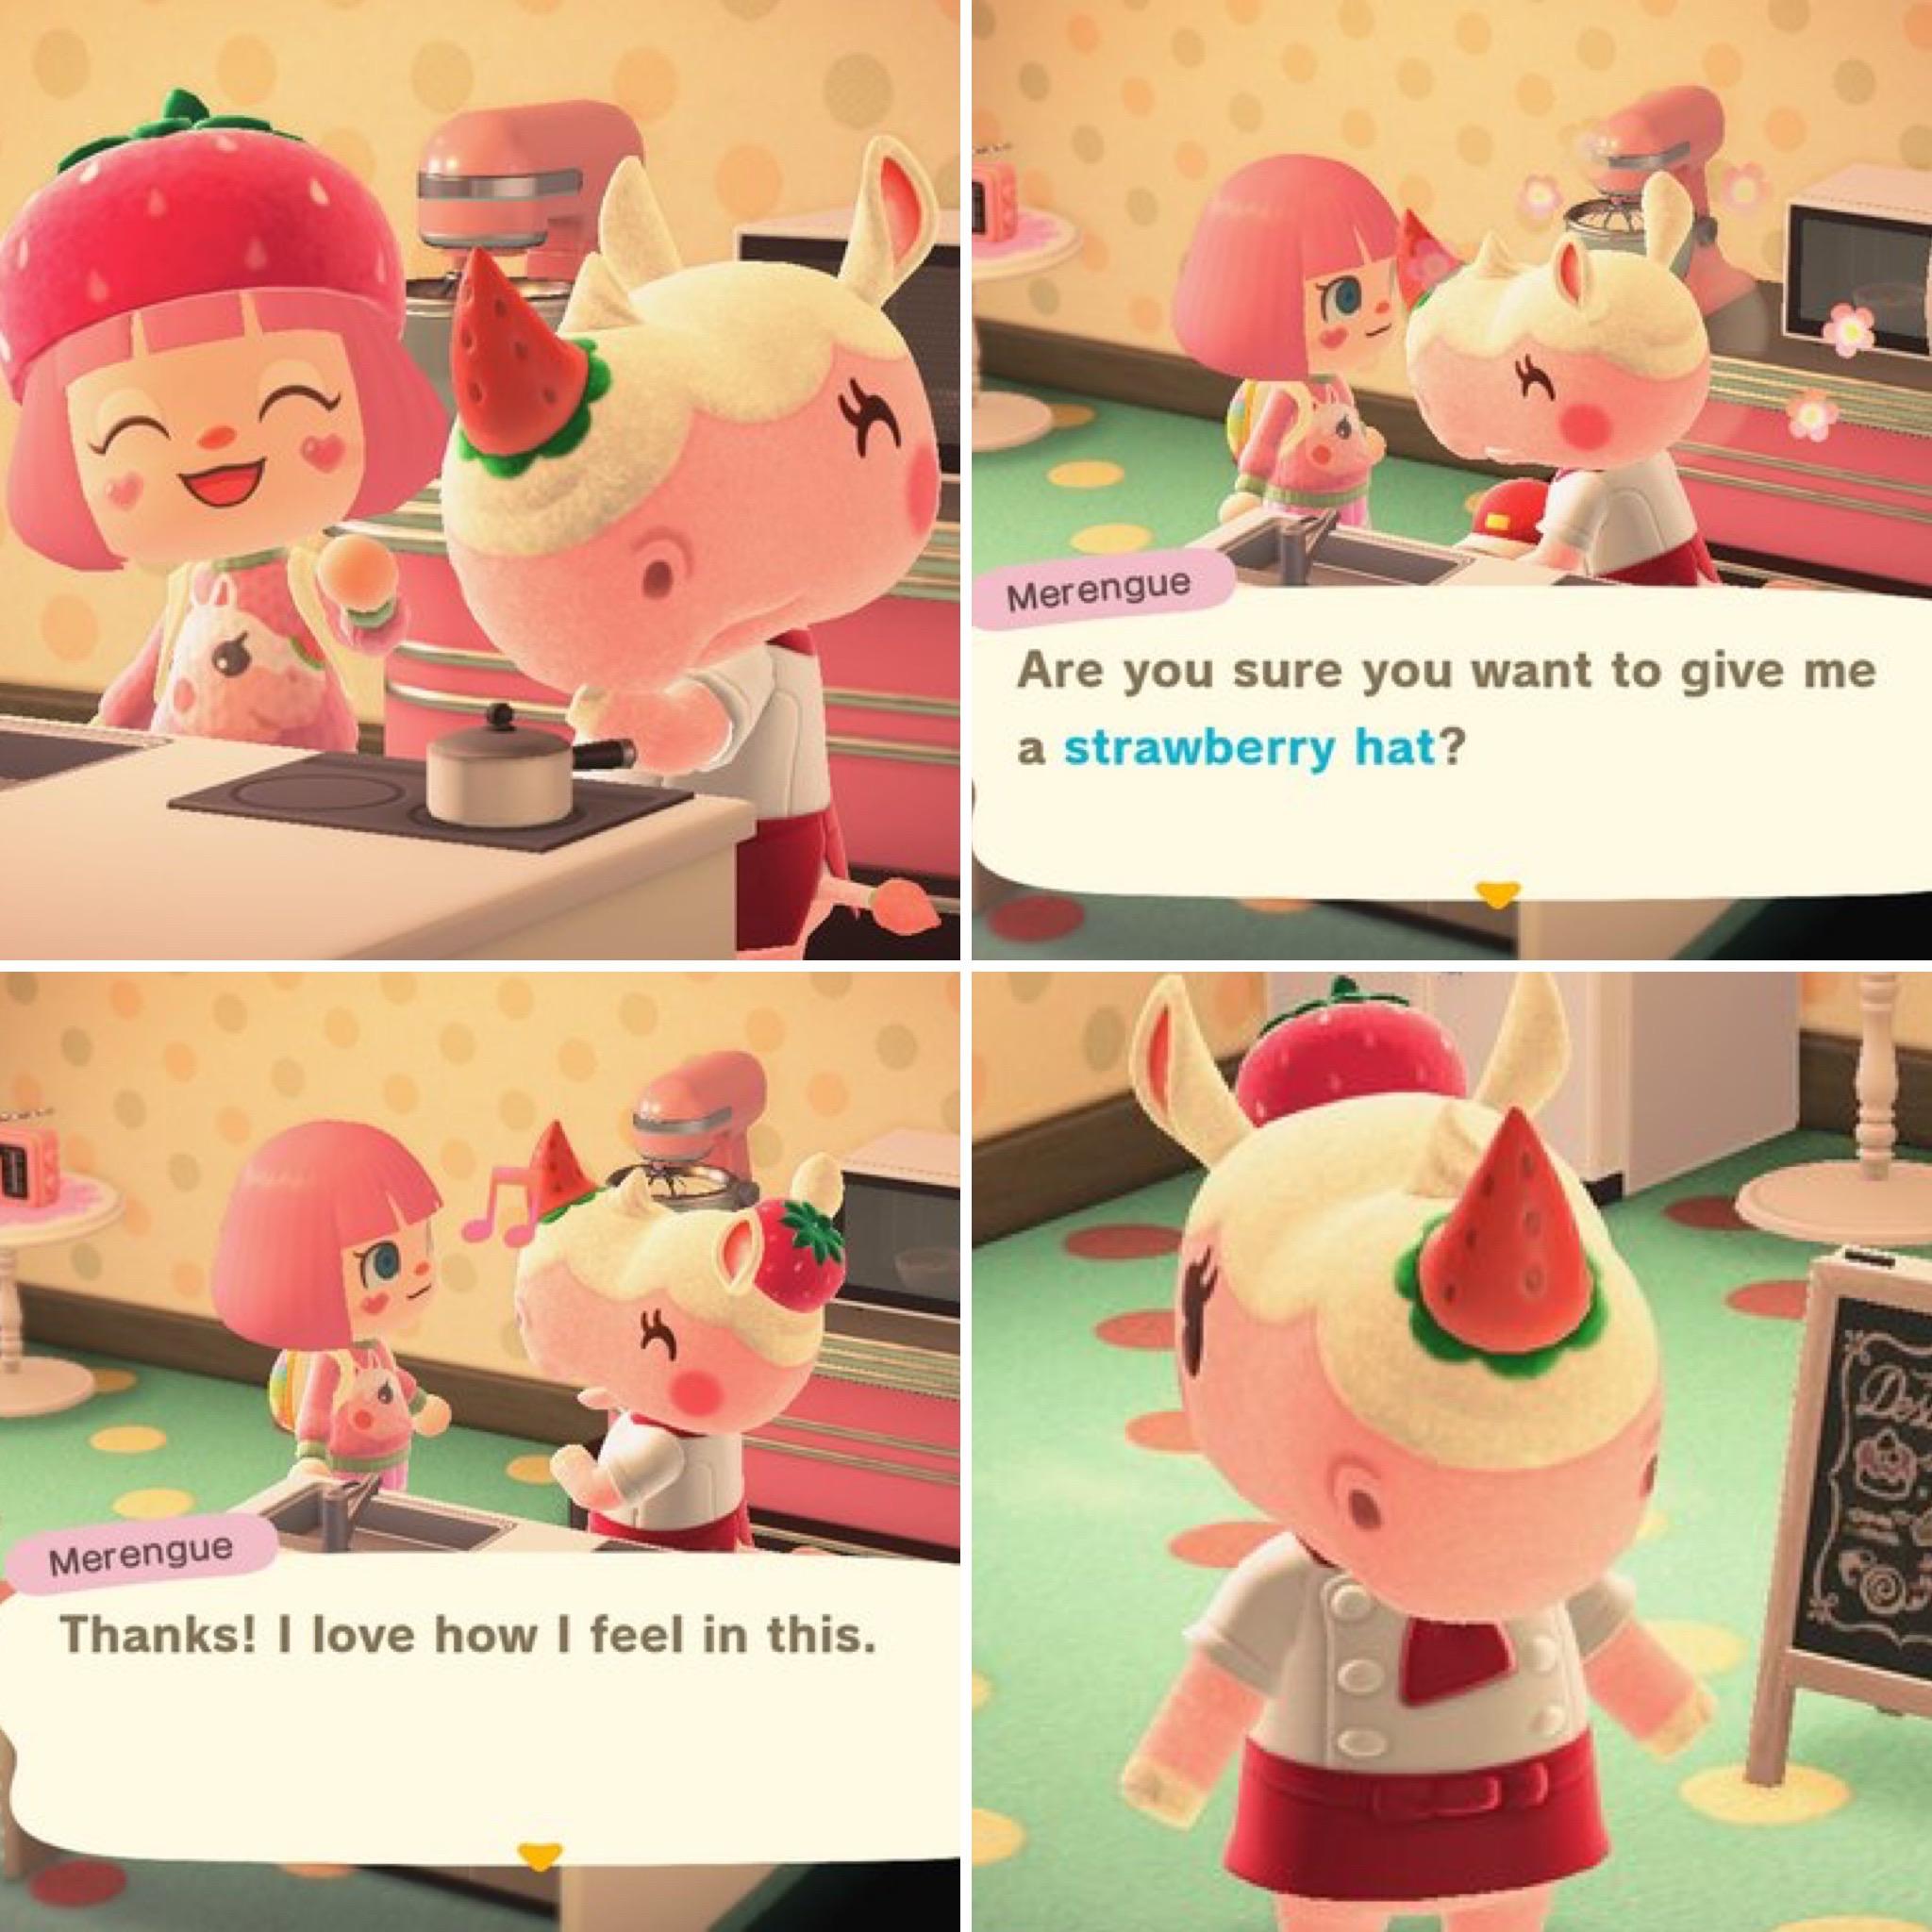 Merengue
Are you sure you want to give me
a strawberry hat?
Merengue
Thanks! I love how I feel in this.